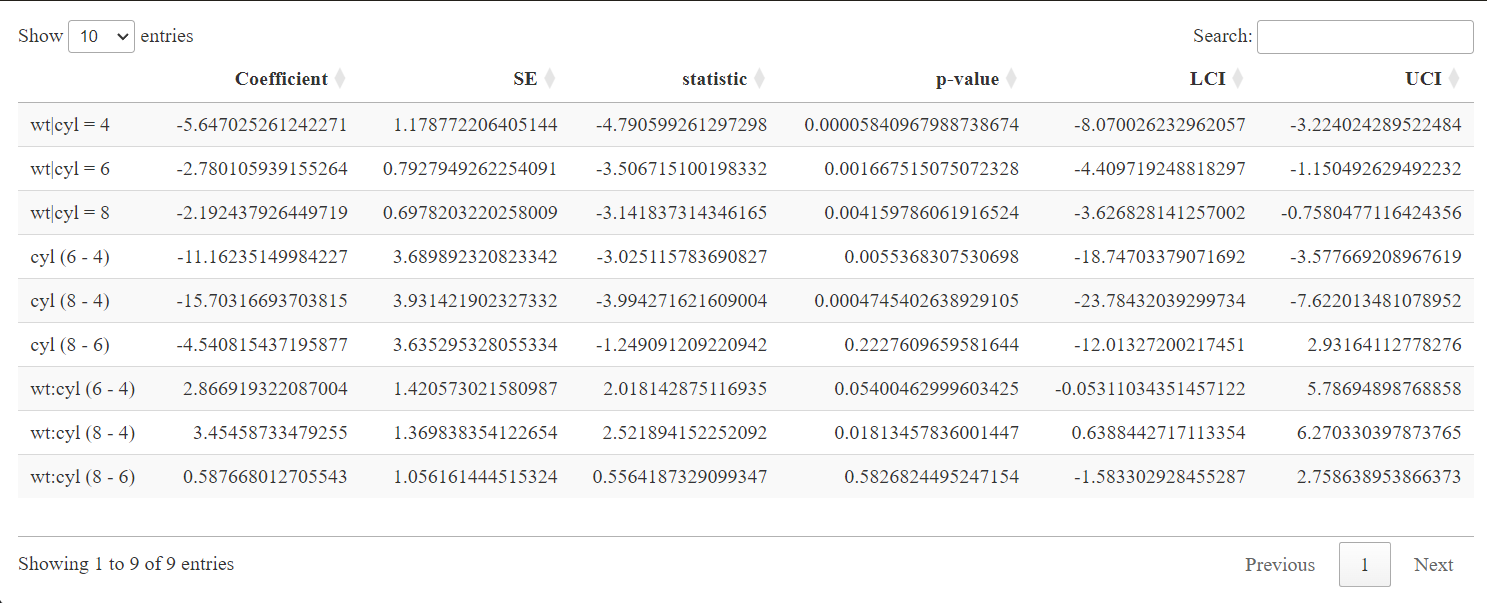 Show 10 entries Search:
Coefficient SE statistic p-value LCI UCI
wt|cyl = 4 -5.647025261242271 1.178772206405144 -4.790599261297298 0.00005840967988738674 -8.070026232962057 -3.224024289522484
wt|cyl = 6 -2.780105939155264 0.7927949262254091 -3.506715100198332 0.001667515075072328 -4.409719248818297 -1.150492629492232
wt|cyl = 8 -2.192437926449719 0.6978203220258009 -3.141837314346165 0.004159786061916524 -3.626828141257002 -0.7580477116424356
cyl (6 - 4) -11.16235149984227 3.689892320823342 -3.025115783690827 0.0055368307530698 -18.74703379071692 -3.577669208967619
cyl (8 - 4) -15.70316693703815 3.931421902327332 -3.994271621609004 0.0004745402638929105 -23.78432039299734 -7.622013481078952
cyl (8 - 6) -4.540815437195877 3.635295328055334 -1.249091209220942 0.2227609659581644 -12.01327200217451 2.93164112778276
wt:cyl (6 - 4) 2.866919322087004 1.420573021580987 2.018142875116935 0.05400462999603425 -0.05311034351457122 5.78694898768858
wt:cyl (8 - 4) 3.45458733479255 1.369838354122654 2.521894152252092 0.01813457836001447 0.6388442717113354 6.270330397873765
wt:cyl (8 - 6) 0.587668012705543 1.056161444515324 0.5564187329099347 0.5826824495247154 -1.583302928455287 2.758638953866373
Showing 1 to 9 of 9 entries Previous 1 Next